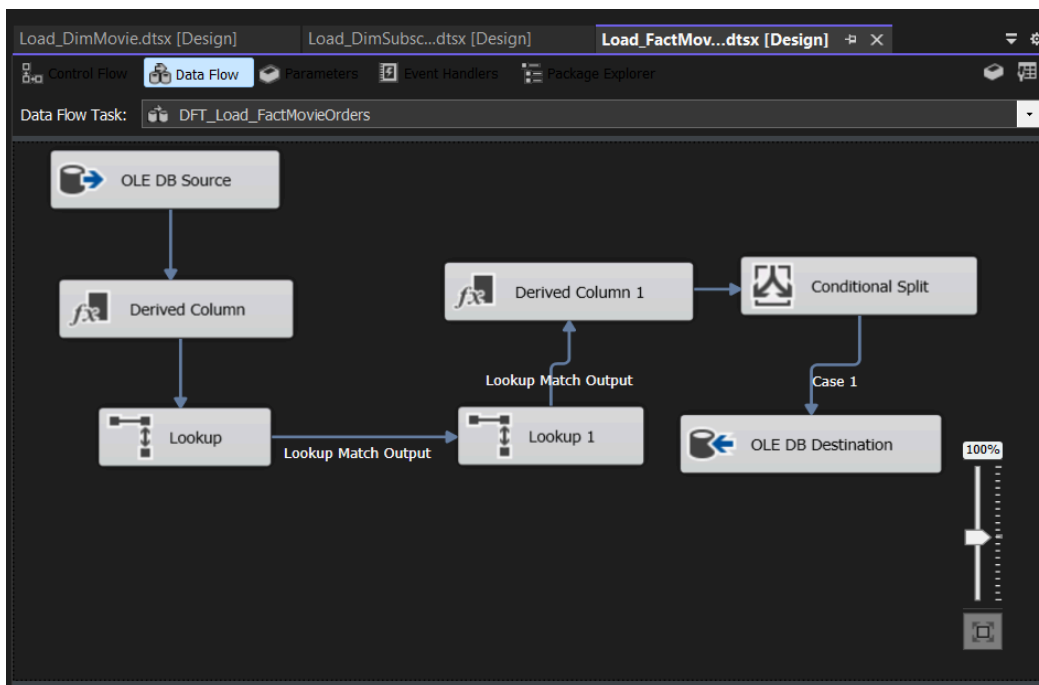 Load_DimMovie.dtsx [Design]
Load_DimSubsc...dtsx [Design]
Load_FactMov...dtsx [Design]
Control Flow
Data Flow
Parameters
Event Handlers
Package Explorer
Data Flow Task:
DFT_Load_FactMovieOrders
OLE DB Source
Derived Column
Lookup
Lookup Match Output
Lookup 1
Lookup Match Output
Derived Column 1
Conditional Split
Case 1
OLE DB Destination
100%